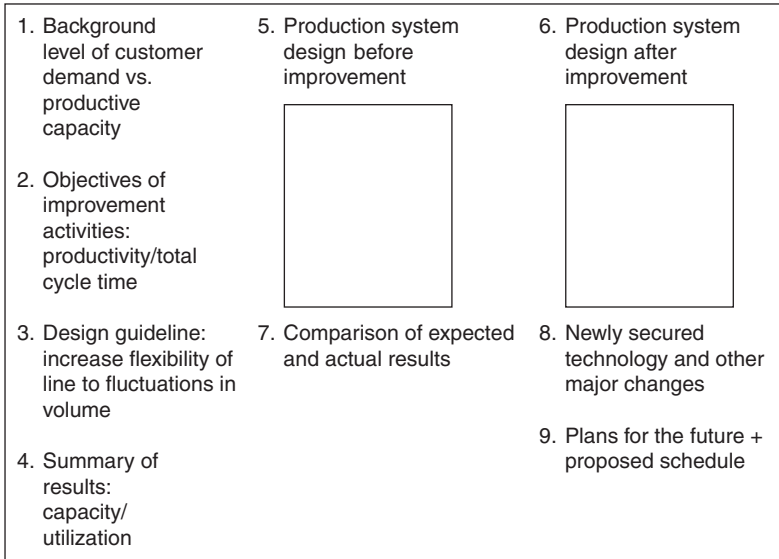 1. Background
level of customer
demand vs.
productive
capacity
2. Objectives of
improvement
activities:
productivity/total
cycle time
3. Design guideline:
increase flexibility of
line to fluctuations in
volume
4. Summary of
results:
capacity/
utilization
5. Production system
design before
improvement
7. Comparison of expected
and actual results
6. Production system
design after
improvement
8. Newly secured
technology and other
major changes
9. Plans for the future +
proposed schedule